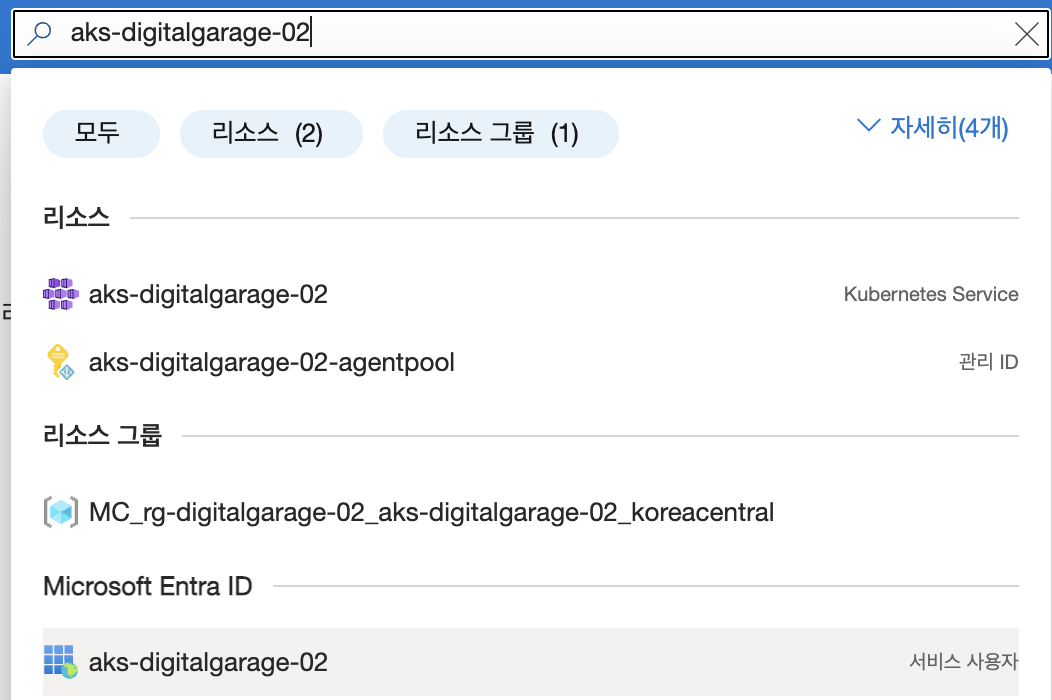 aks-digitalgarage-02
모두
리소스 (2)
리소스 그룹 (1)
자세히(4개)
리소스
aks-digitalgarage-02
Kubernetes Service
aks-digitalgarage-02-agentpool
관리 ID
리소스 그룹
MC_rg-digitalgarage-02_aks-digitalgarage-02_koreacentral
Microsoft Entra ID
aks-digitalgarage-02
서비스 사용자